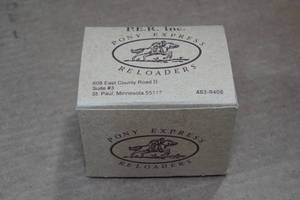 P.E.R. Inc.
PONY EXPRESS
RELOADERS
608 East County Road D
Suite #3
St. Paul, Minnesota 55117
483-9406
PONY EXPRESS
RELOADERS